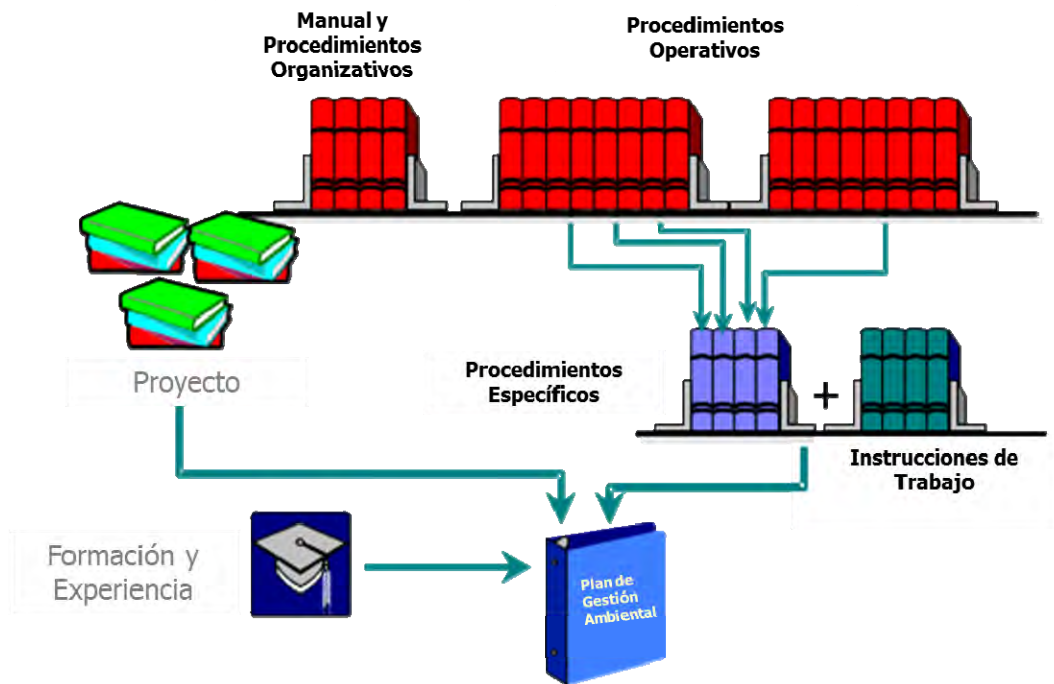 Manual y
Procedimientos
Organizativos
Procedimientos
Operativos
Proyecto
Procedimientos
Específicos
+
Instrucciones de
Trabajo
Formación y
Experiencia
Plan de
Gestión
Ambiental